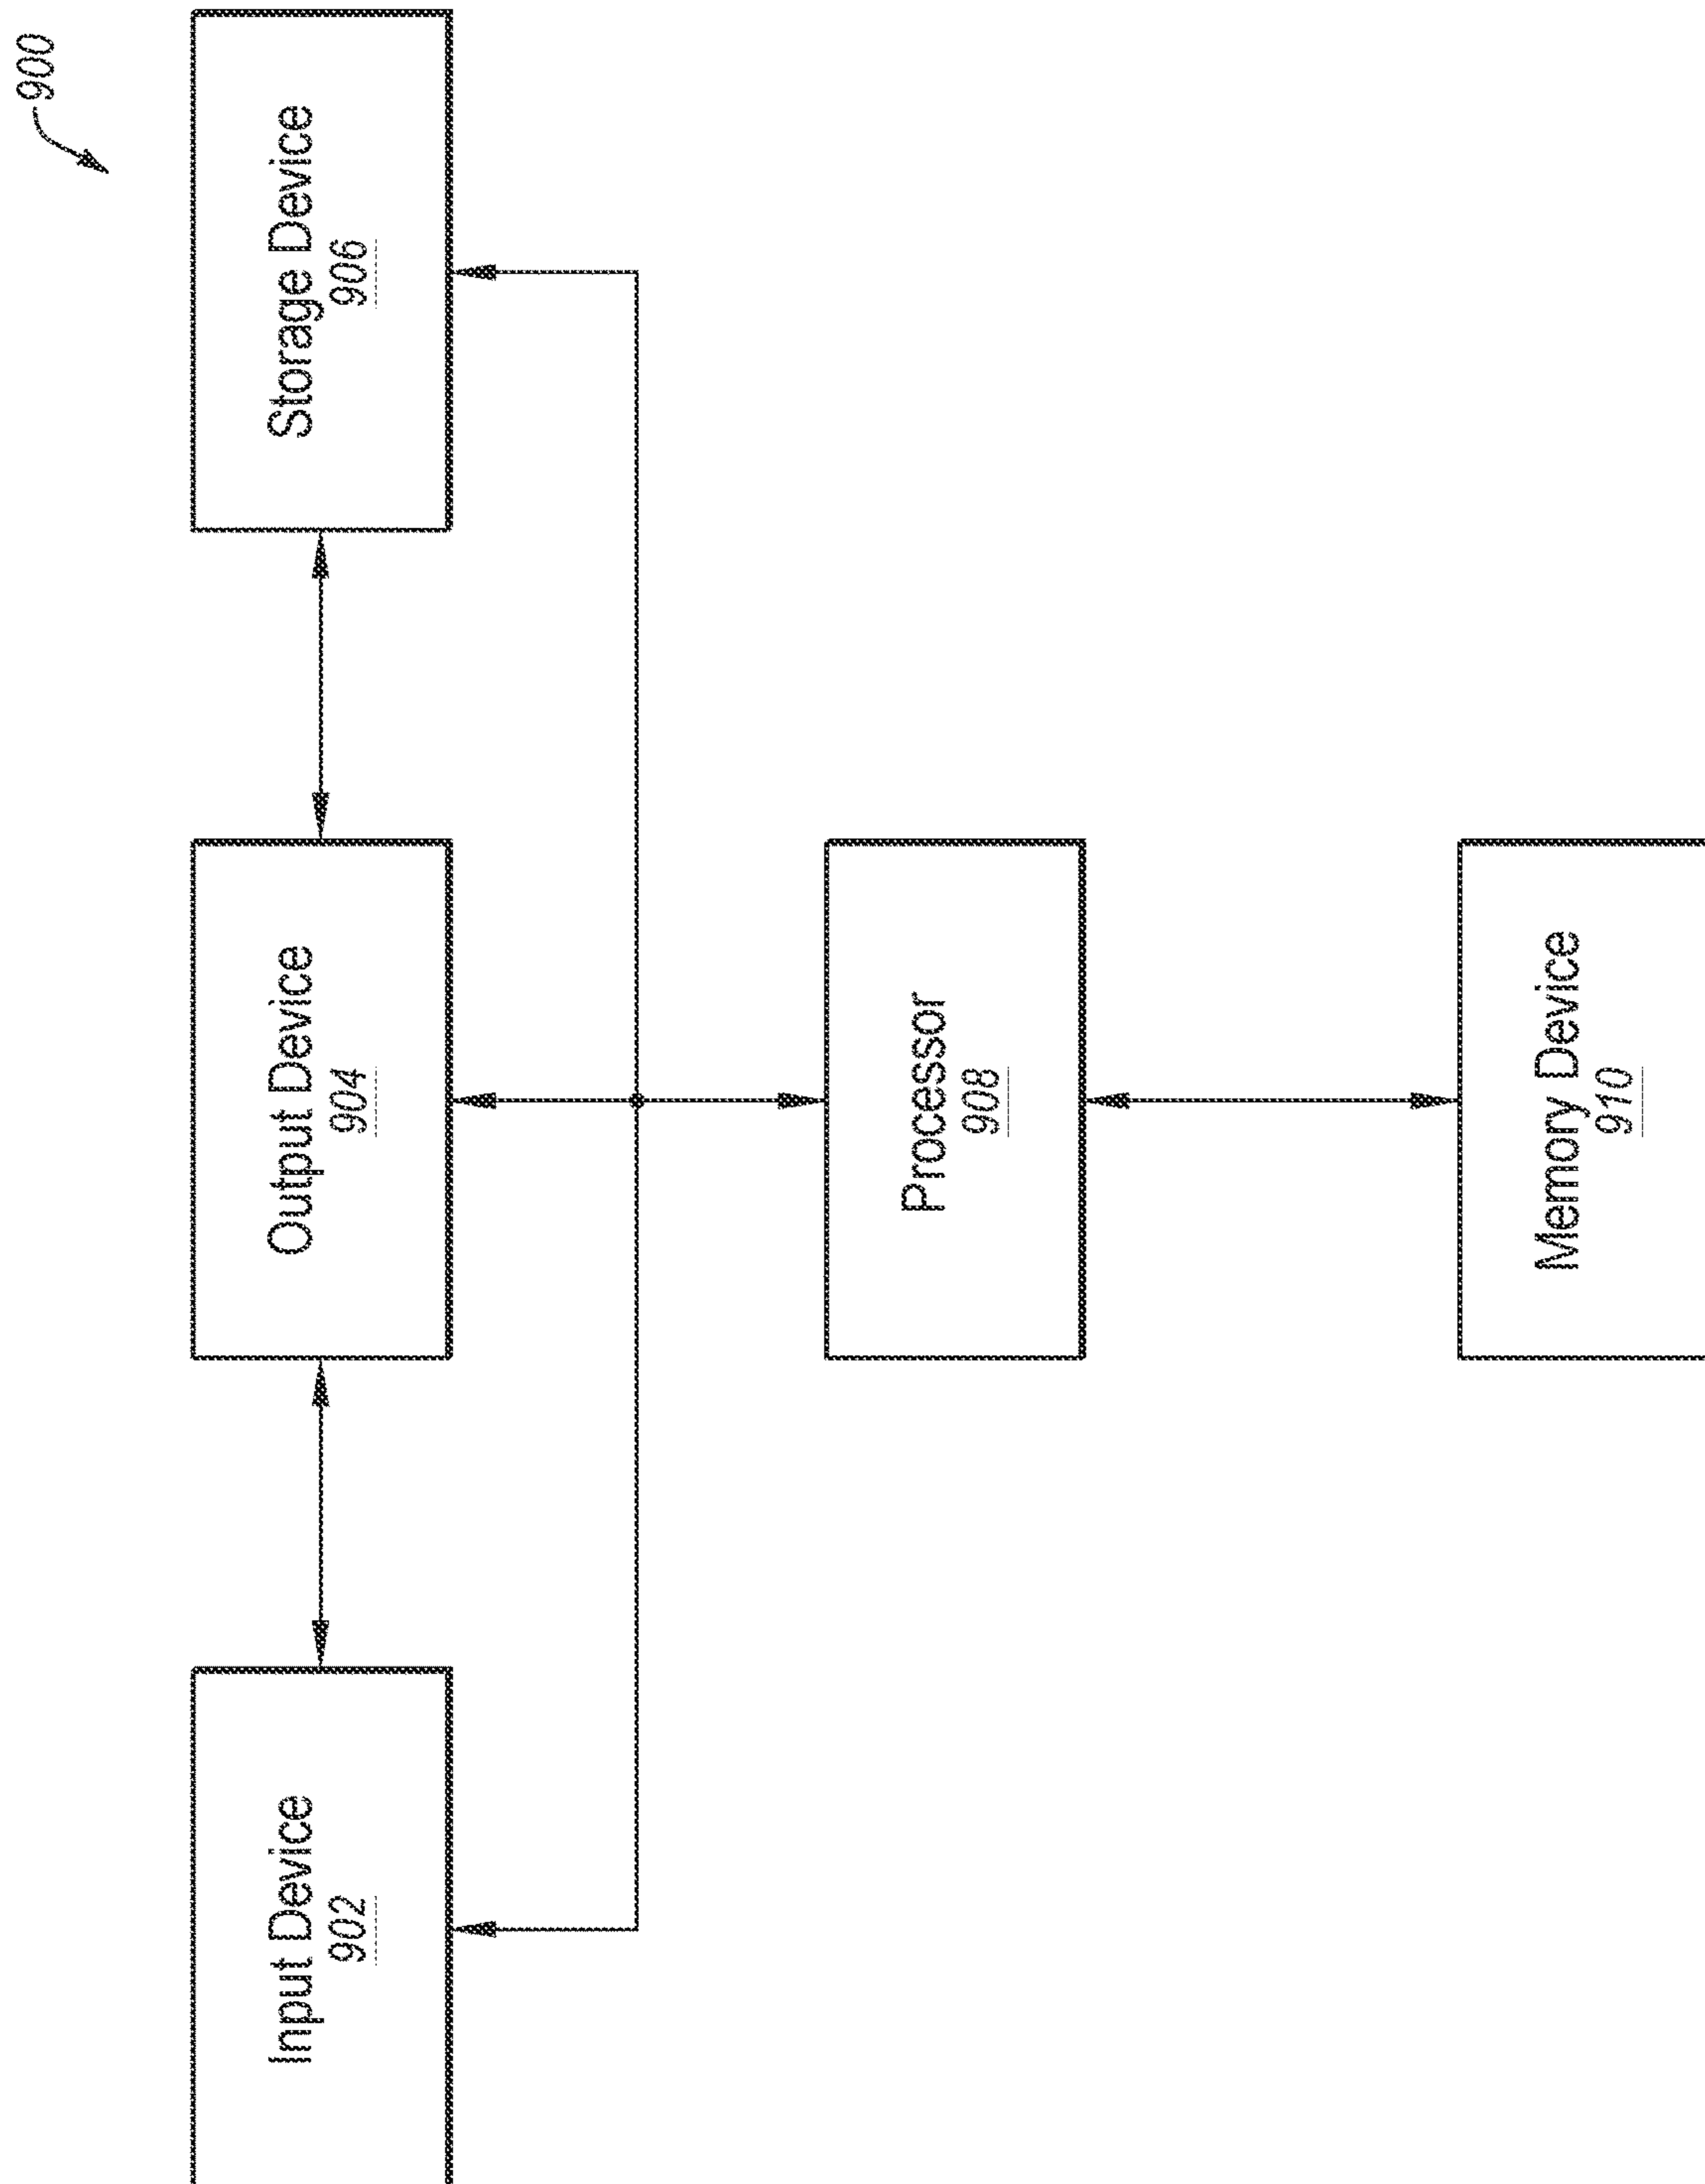 900
Input Device
902
Output Device
904
Storage Device
906
Processor
908
Memory Device
910